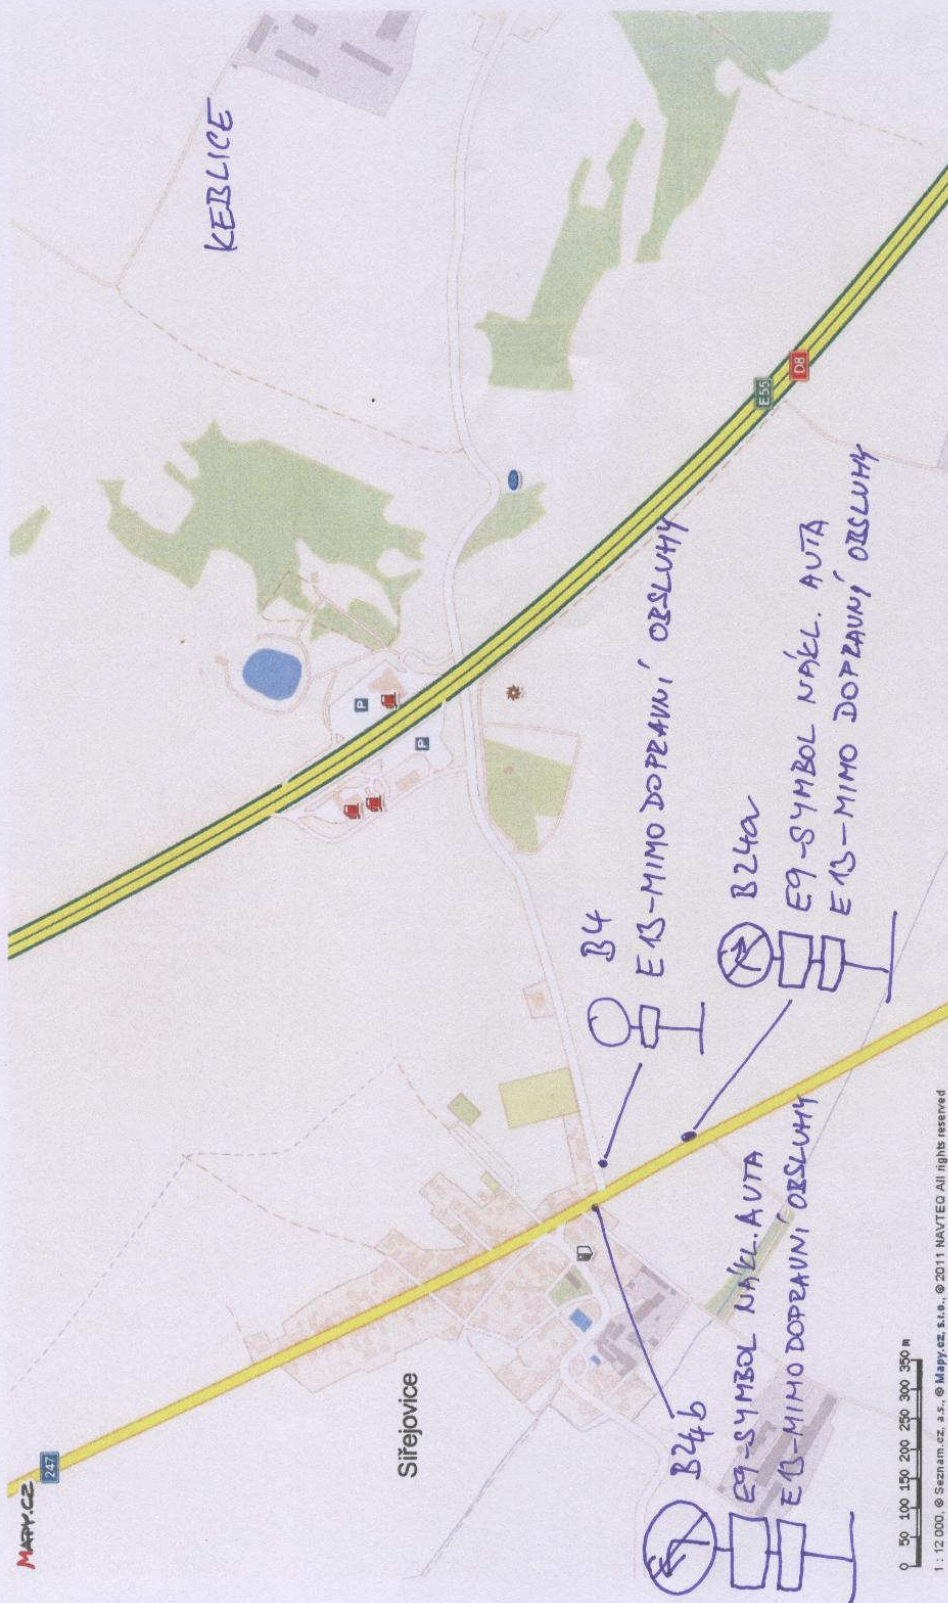 MAPY.CZ
247
Siřejovice
KEBLICE
E55
D8
P
P
B4
E13-MIMO DOPRAVNÍ OBSLUHY
B24a
E9-SYMBOL NÁKL. AUTA
E13-MIMO DOPRAVNÍ OBSLUHY
B24b
E9-SYMBOL NÁKL. AUTA
E13-MIMO DOPRAVNÍ OBSLUHY
0 50 100 150 200 250 300 350 m
1 : 12 000, © Seznam.cz, a.s., © Mapy.cz, s.r.o., © 2011 NAVTEQ All rights reserved